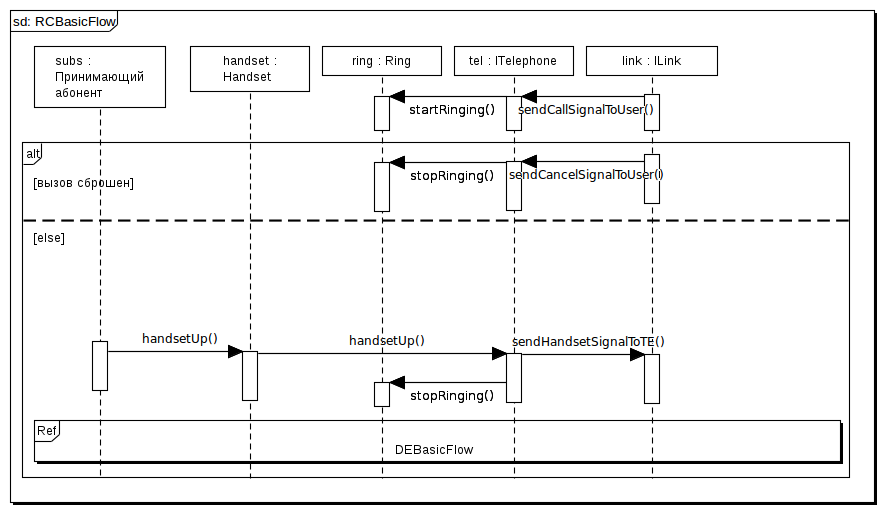 sd: RCBasicFlow
subs :
Принимающий
абонент
handset :
Handset
ring : Ring
tel : ITelephone
link : ILink
startRinging()
sendCallSignalToUser()
alt
stopRinging()
sendCancelSignalToUser()
[вызов сброшен]
[else]
handsetUp()
handsetUp()
sendHandsetSignalToTE()
stopRinging()
Ref
DEBasicFlow